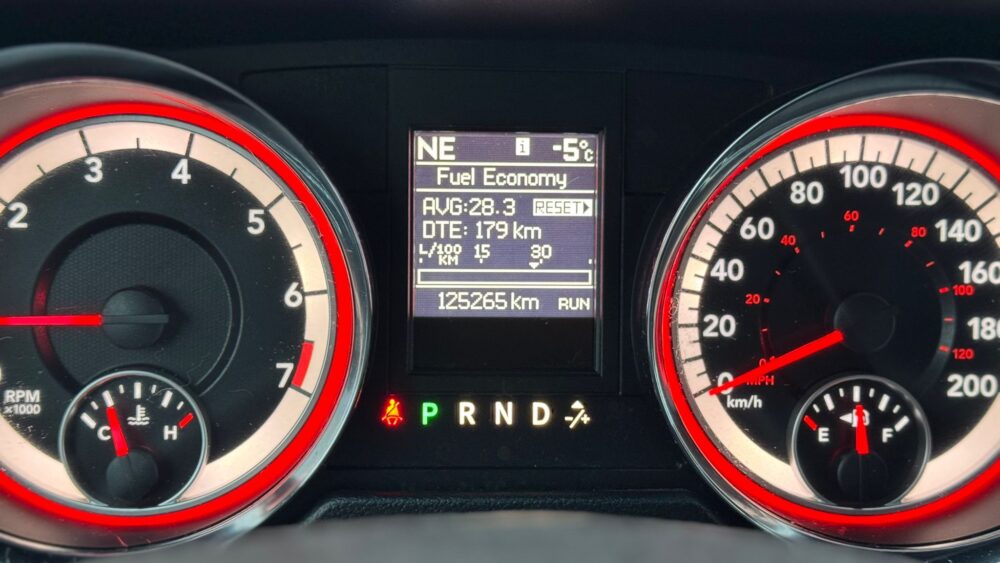 2 3 4 5 6 7
RPM
x1000
C H
NE i -5°C
Fuel Economy
AVG:28.3 RESET
DTE: 179 km
L/100 KM 15 30
125265 km RUN
P R N D
0 20 40 60 80 100 120 140 160 180 200
km/h
20 40 60 80 100 120
MPH
E F